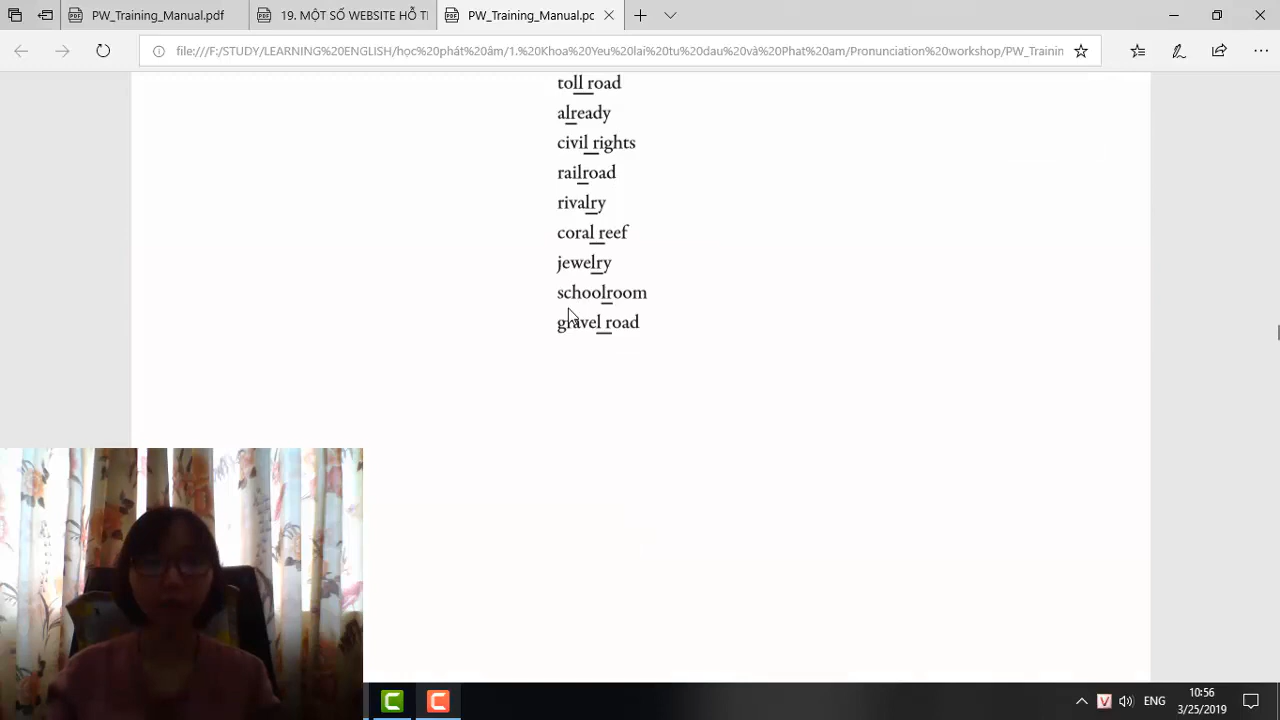 PW_Training_Manual.pdf
19. MỘT SỐ WEBSITE HỖ T
PW_Training_Manual.pc
file:///F:/STUDY/LEARNING%20ENGLISH/học%20phát%20âm/1.%20Khoa%20Yeu%20lai%20tu%20dau%20và%20Phat%20am/Pronunciation%20workshop/PW_Trainin
toll road
already
civil rights
railroad
rivalry
coral reef
jewelry
schoolroom
gravel road
V ENG
10:56
3/25/2019